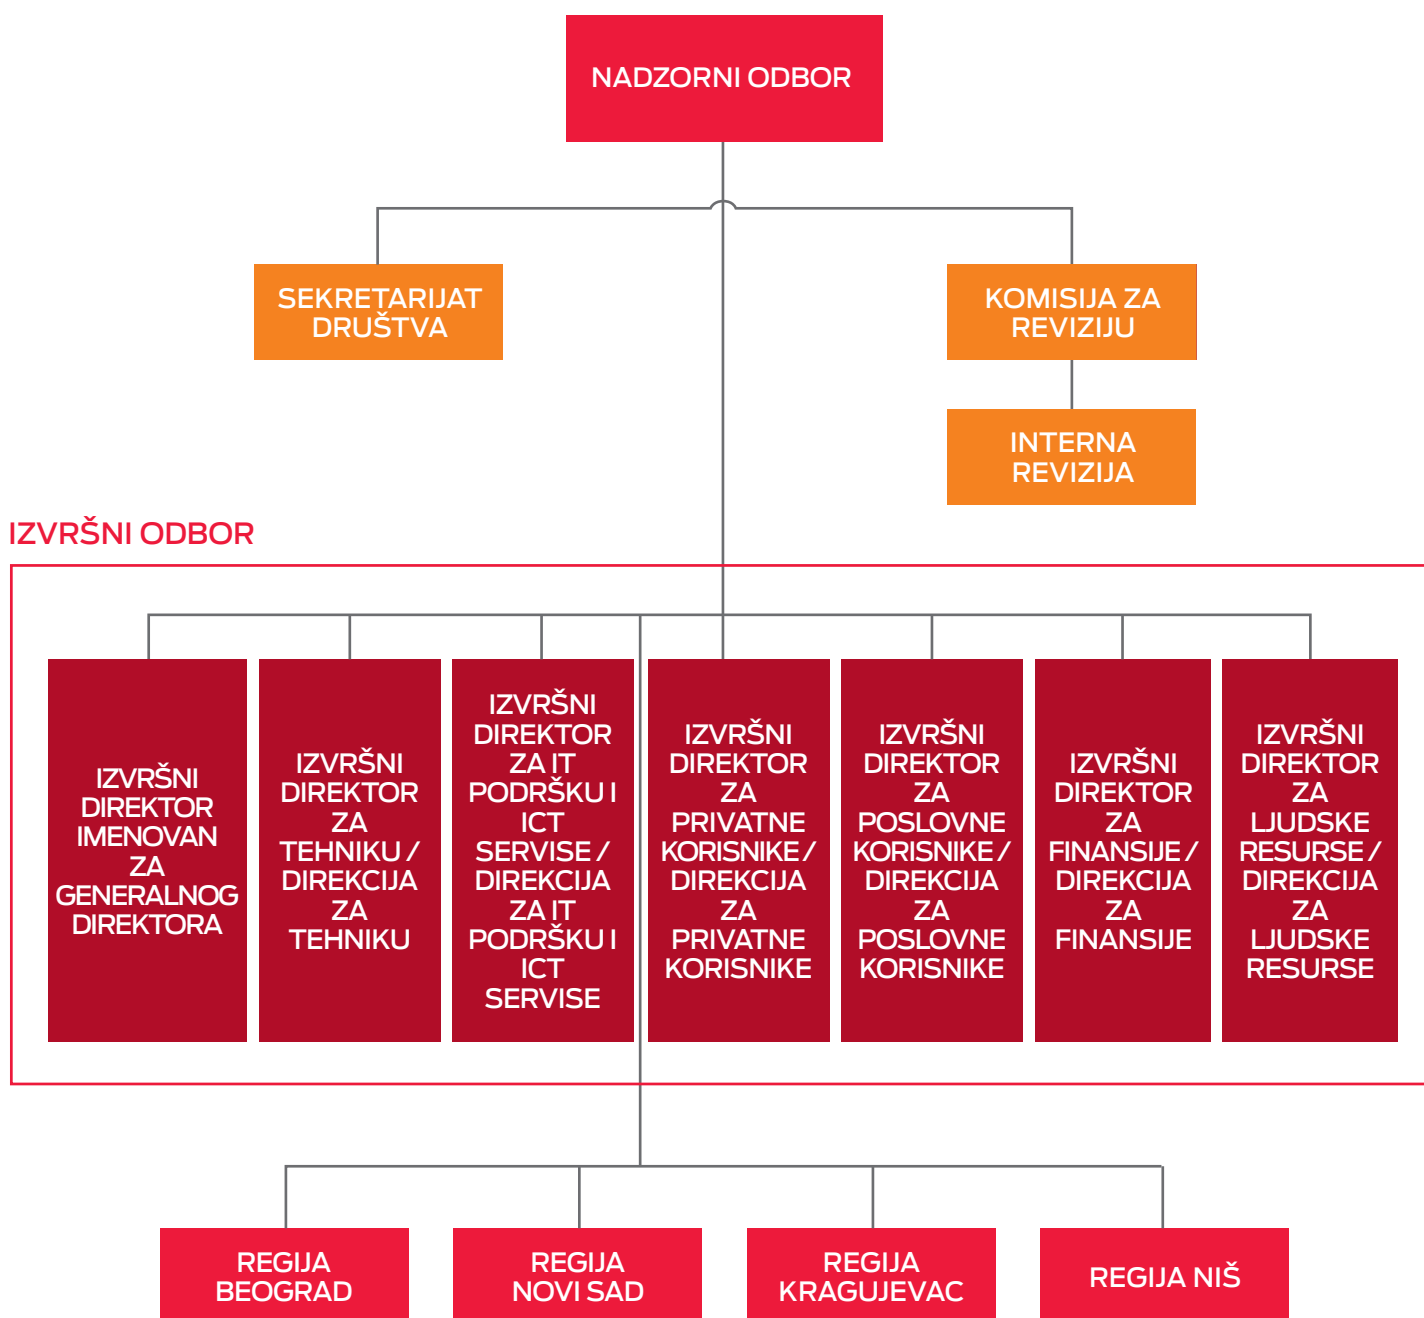 NADZORNI ODBOR
SEKRETARIJAT
DRUŠTVA
KOMISIJA ZA
REVIZIJU
INTERNA
REVIZIJA
IZVRŠNI ODBOR
IZVRŠNI
DIREKTOR
IMENOVAN
ZA
GENERALNOG
DIREKTORA
IZVRŠNI
DIREKTOR
ZA
TEHNIKU /
DIREKCIJA
ZA
TEHNIKU
IZVRŠNI
DIREKTOR
ZA IT
PODRŠKU I
ICT
SERVISE /
DIREKCIJA
ZA IT
PODRŠKU I
ICT
SERVISE
IZVRŠNI
DIREKTOR
ZA
PRIVATNE
KORISNIKE /
DIREKCIJA
ZA
PRIVATNE
KORISNIKE
IZVRŠNI
DIREKTOR
ZA
POSLOVNE
KORISNIKE /
DIREKCIJA
ZA
POSLOVNE
KORISNIKE
IZVRŠNI
DIREKTOR
ZA
FINANSIJE /
DIREKCIJA
ZA
FINANSIJE
IZVRŠNI
DIREKTOR
ZA
LJUDSKE
RESURSE /
DIREKCIJA
ZA
LJUDSKE
RESURSE
REGIJA
BEOGRAD
REGIJA
NOVI SAD
REGIJA
KRAGUJEVAC
REGIJA NIŠ